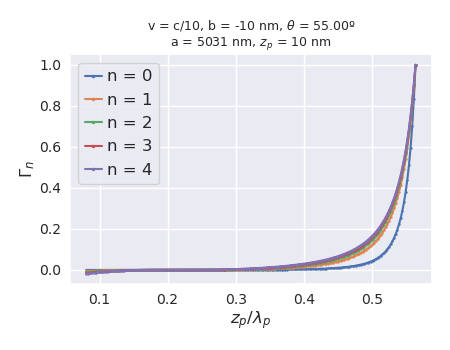 v = c/10, b = -10 nm, θ = 55.00º
a = 5031 nm, z_p = 10 nm
1.0
0.8
0.6
0.4
0.2
0.0
Γ_n
n = 0
n = 1
n = 2
n = 3
n = 4
0.1 0.2 0.3 0.4 0.5
z_p/λ_p